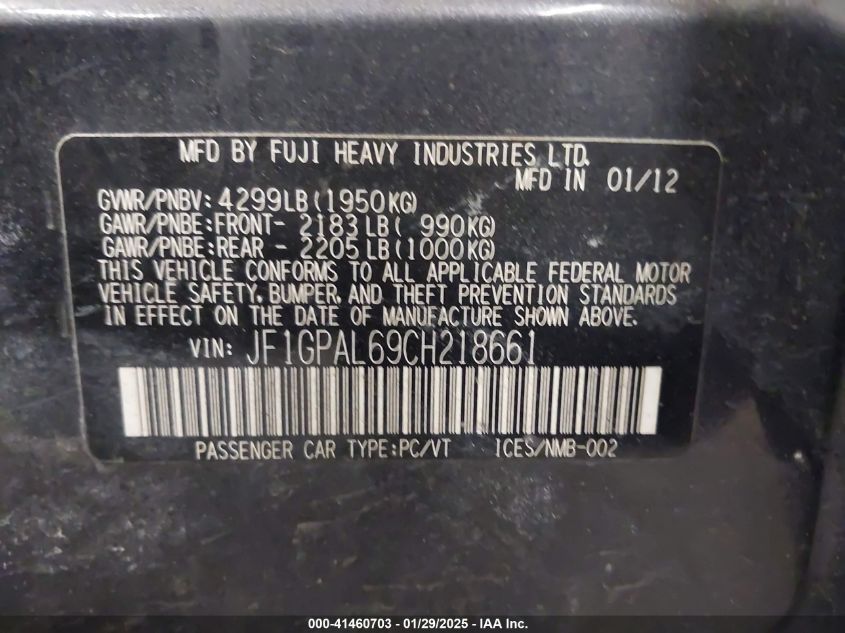 MFD BY FUJI HEAVY INDUSTRIES LTD.
MFD IN 01/12
GVWR/PNBV: 4299LB(1950KG)
GAWR/PNBE:FRONT- 2183LB( 990KG)
GAWR/PNBE:REAR - 2205LB(1000KG)
THIS VEHICLE CONFORMS TO ALL APPLICABLE FEDERAL MOTOR
VEHICLE SAFETY, BUMPER, AND THEFT PREVENTION STANDARDS
IN EFFECT ON THE DATE OF MANUFACTURE SHOWN ABOVE.
VIN: JF1GPAL69CH218661
PASSENGER CAR TYPE:PC/VT ICES/NMB-002
000-41460703 - 01/29/2025 - IAA Inc.